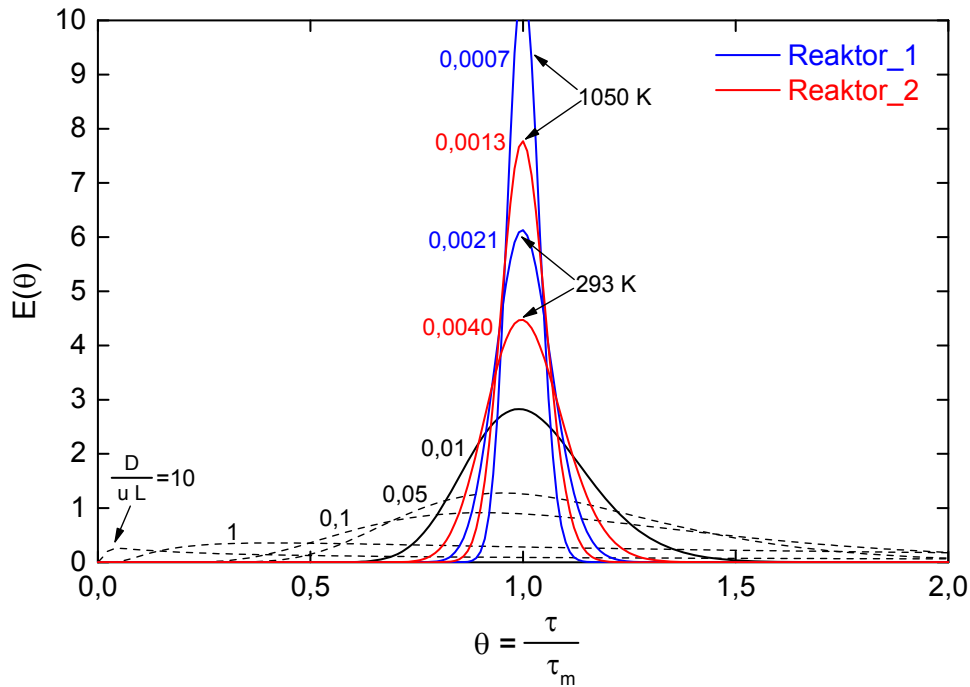 10
9
8
7
6
5
4
3
2
1
0
E(θ)
0,0007
1050 K
0,0013
0,0021
293 K
0,0040
0,01
0,05
0,1
1
D
u L
=10
Reaktor_1
Reaktor_2
0,0
0,5
1,0
1,5
2,0
θ = τ
τm